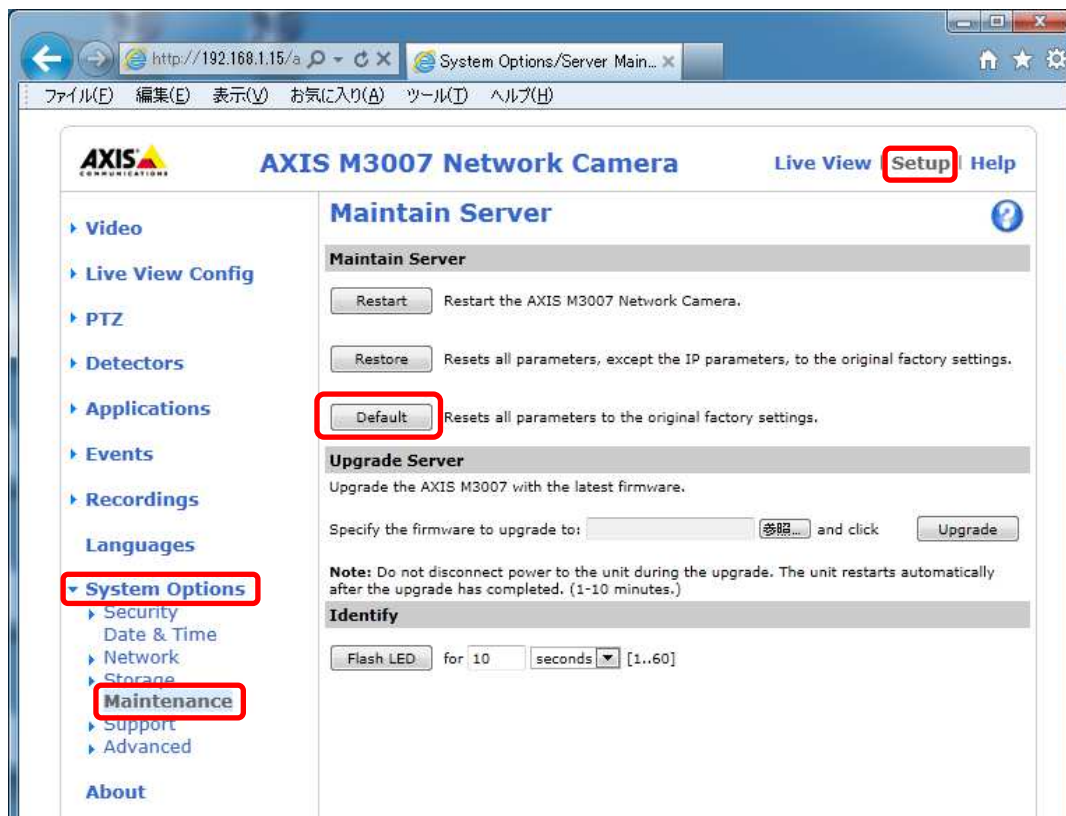 http://192.168.1.15/a
System Options/Server Main...
ファイル(F) 編集(E) 表示(V) お気に入り(A) ツール(T) ヘルプ(H)
AXIS
COMMUNICATIONS
AXIS M3007 Network Camera
Live View | Setup | Help
Video
Live View Config
PTZ
Detectors
Applications
Events
Recordings
Languages
System Options
Security
Date & Time
Network
Storage
Maintenance
Support
Advanced
About
Maintain Server
Maintain Server
Restart Restart the AXIS M3007 Network Camera.
Restore Resets all parameters, except the IP parameters, to the original factory settings.
Default Resets all parameters to the original factory settings.
Upgrade Server
Upgrade the AXIS M3007 with the latest firmware.
Specify the firmware to upgrade to: 参照... and click Upgrade
Note: Do not disconnect power to the unit during the upgrade. The unit restarts automatically
after the upgrade has completed. (1-10 minutes.)
Identify
Flash LED for 10 seconds [1..60]